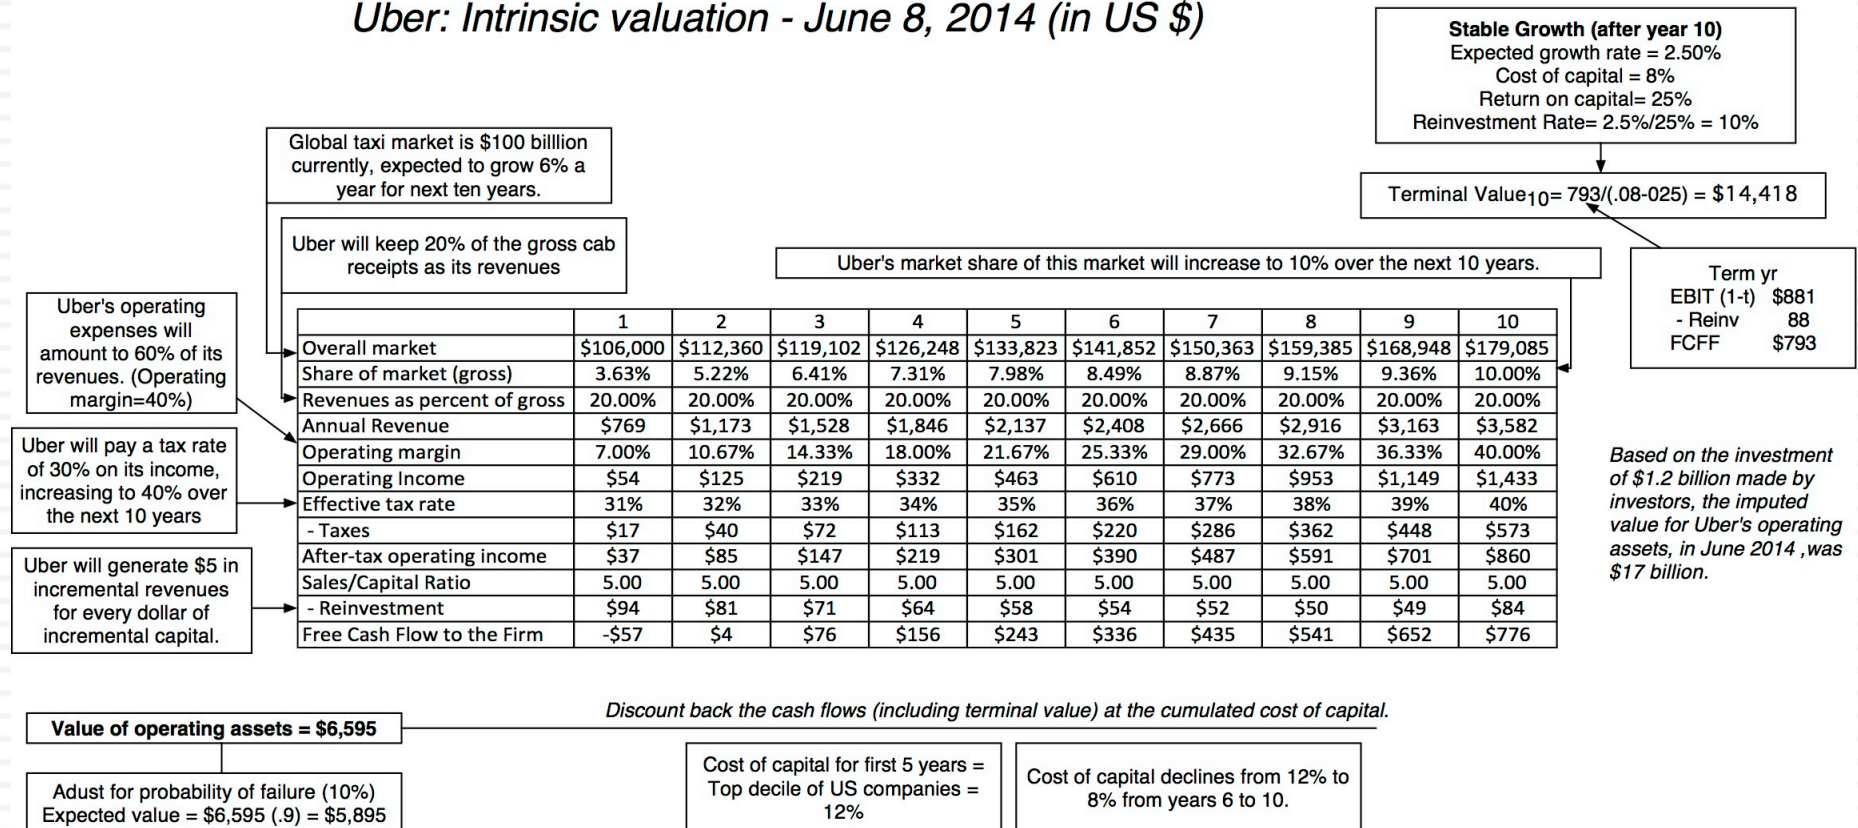 Uber: Intrinsic valuation - June 8, 2014 (in US $)
Stable Growth (after year 10)
Expected growth rate = 2.50%
Cost of capital = 8%
Return on capital= 25%
Reinvestment Rate= 2.5%/25% = 10%
Global taxi market is $100 billlion
currently, expected to grow 6% a
year for next ten years.
Terminal Value10= 793/(.08-025) = $14,418
Uber will keep 20% of the gross cab
receipts as its revenues
Uber's market share of this market will increase to 10% over the next 10 years.
Term yr
EBIT (1-t) $881
- Reinv 88
FCFF $793
Uber's operating
expenses will
amount to 60% of its
revenues. (Operating
margin=40%)
Uber will pay a tax rate
of 30% on its income,
increasing to 40% over
the next 10 years
Uber will generate $5 in
incremental revenues
for every dollar of
incremental capital.
1 2 3 4 5 6 7 8 9 10
Overall market $106,000 $112,360 $119,102 $126,248 $133,823 $141,852 $150,363 $159,385 $168,948 $179,085
Share of market (gross) 3.63% 5.22% 6.41% 7.31% 7.98% 8.49% 8.87% 9.15% 9.36% 10.00%
Revenues as percent of gross 20.00% 20.00% 20.00% 20.00% 20.00% 20.00% 20.00% 20.00% 20.00% 20.00%
Annual Revenue $769 $1,173 $1,528 $1,846 $2,137 $2,408 $2,666 $2,916 $3,163 $3,582
Operating margin 7.00% 10.67% 14.33% 18.00% 21.67% 25.33% 29.00% 32.67% 36.33% 40.00%
Operating Income $54 $125 $219 $332 $463 $610 $773 $953 $1,149 $1,433
Effective tax rate 31% 32% 33% 34% 35% 36% 37% 38% 39% 40%
- Taxes $17 $40 $72 $113 $162 $220 $286 $362 $448 $573
After-tax operating income $37 $85 $147 $219 $301 $390 $487 $591 $701 $860
Sales/Capital Ratio 5.00 5.00 5.00 5.00 5.00 5.00 5.00 5.00 5.00 5.00
- Reinvestment $94 $81 $71 $64 $58 $54 $52 $50 $49 $84
Free Cash Flow to the Firm -$57 $4 $76 $156 $243 $336 $435 $541 $652 $776
Based on the investment
of $1.2 billion made by
investors, the imputed
value for Uber's operating
assets, in June 2014 ,was
$17 billion.
Discount back the cash flows (including terminal value) at the cumulated cost of capital.
Value of operating assets = $6,595
Adust for probability of failure (10%)
Expected value = $6,595 (.9) = $5,895
Cost of capital for first 5 years =
Top decile of US companies =
12%
Cost of capital declines from 12% to
8% from years 6 to 10.